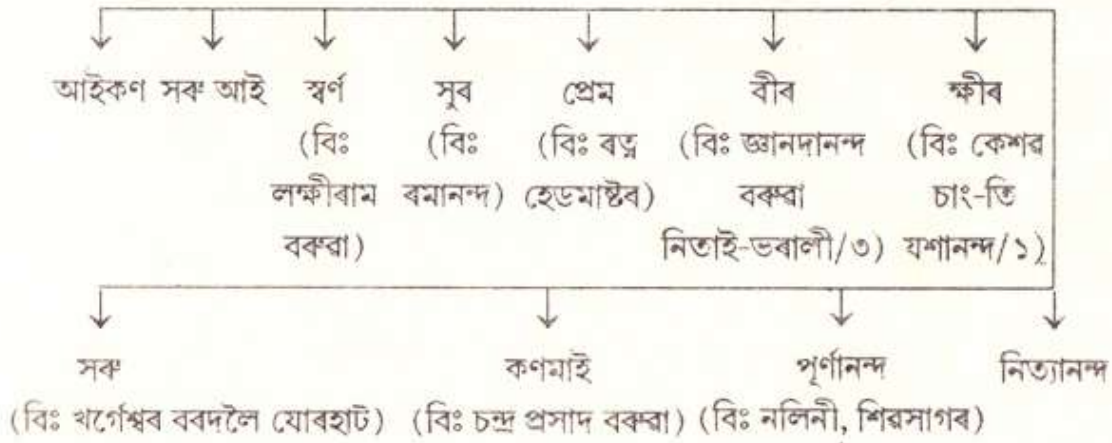 আইকণ সৰু আই স্বৰ্ণ সুৰ প্ৰেম বীৰ ক্ষীৰ
(বিঃ (বিঃ (বিঃ ৰত্ন (বিঃ জ্ঞানদানন্দ (বিঃ কেশৱ
লক্ষীৰাম ৰমানন্দ) হেডমাষ্টৰ) বৰুৱা চাং-তি
বৰুৱা) নিতাই-ভৰালী/৩) যশানন্দ/১)
সৰু কণমাই পূৰ্ণানন্দ নিত্যানন্দ
(বিঃ খৰ্গেশ্বৰ বৰদলৈ যোৰহাট) (বিঃ চন্দ্ৰ প্ৰসাদ বৰুৱা) (বিঃ নলিনী, শিৱসাগৰ)